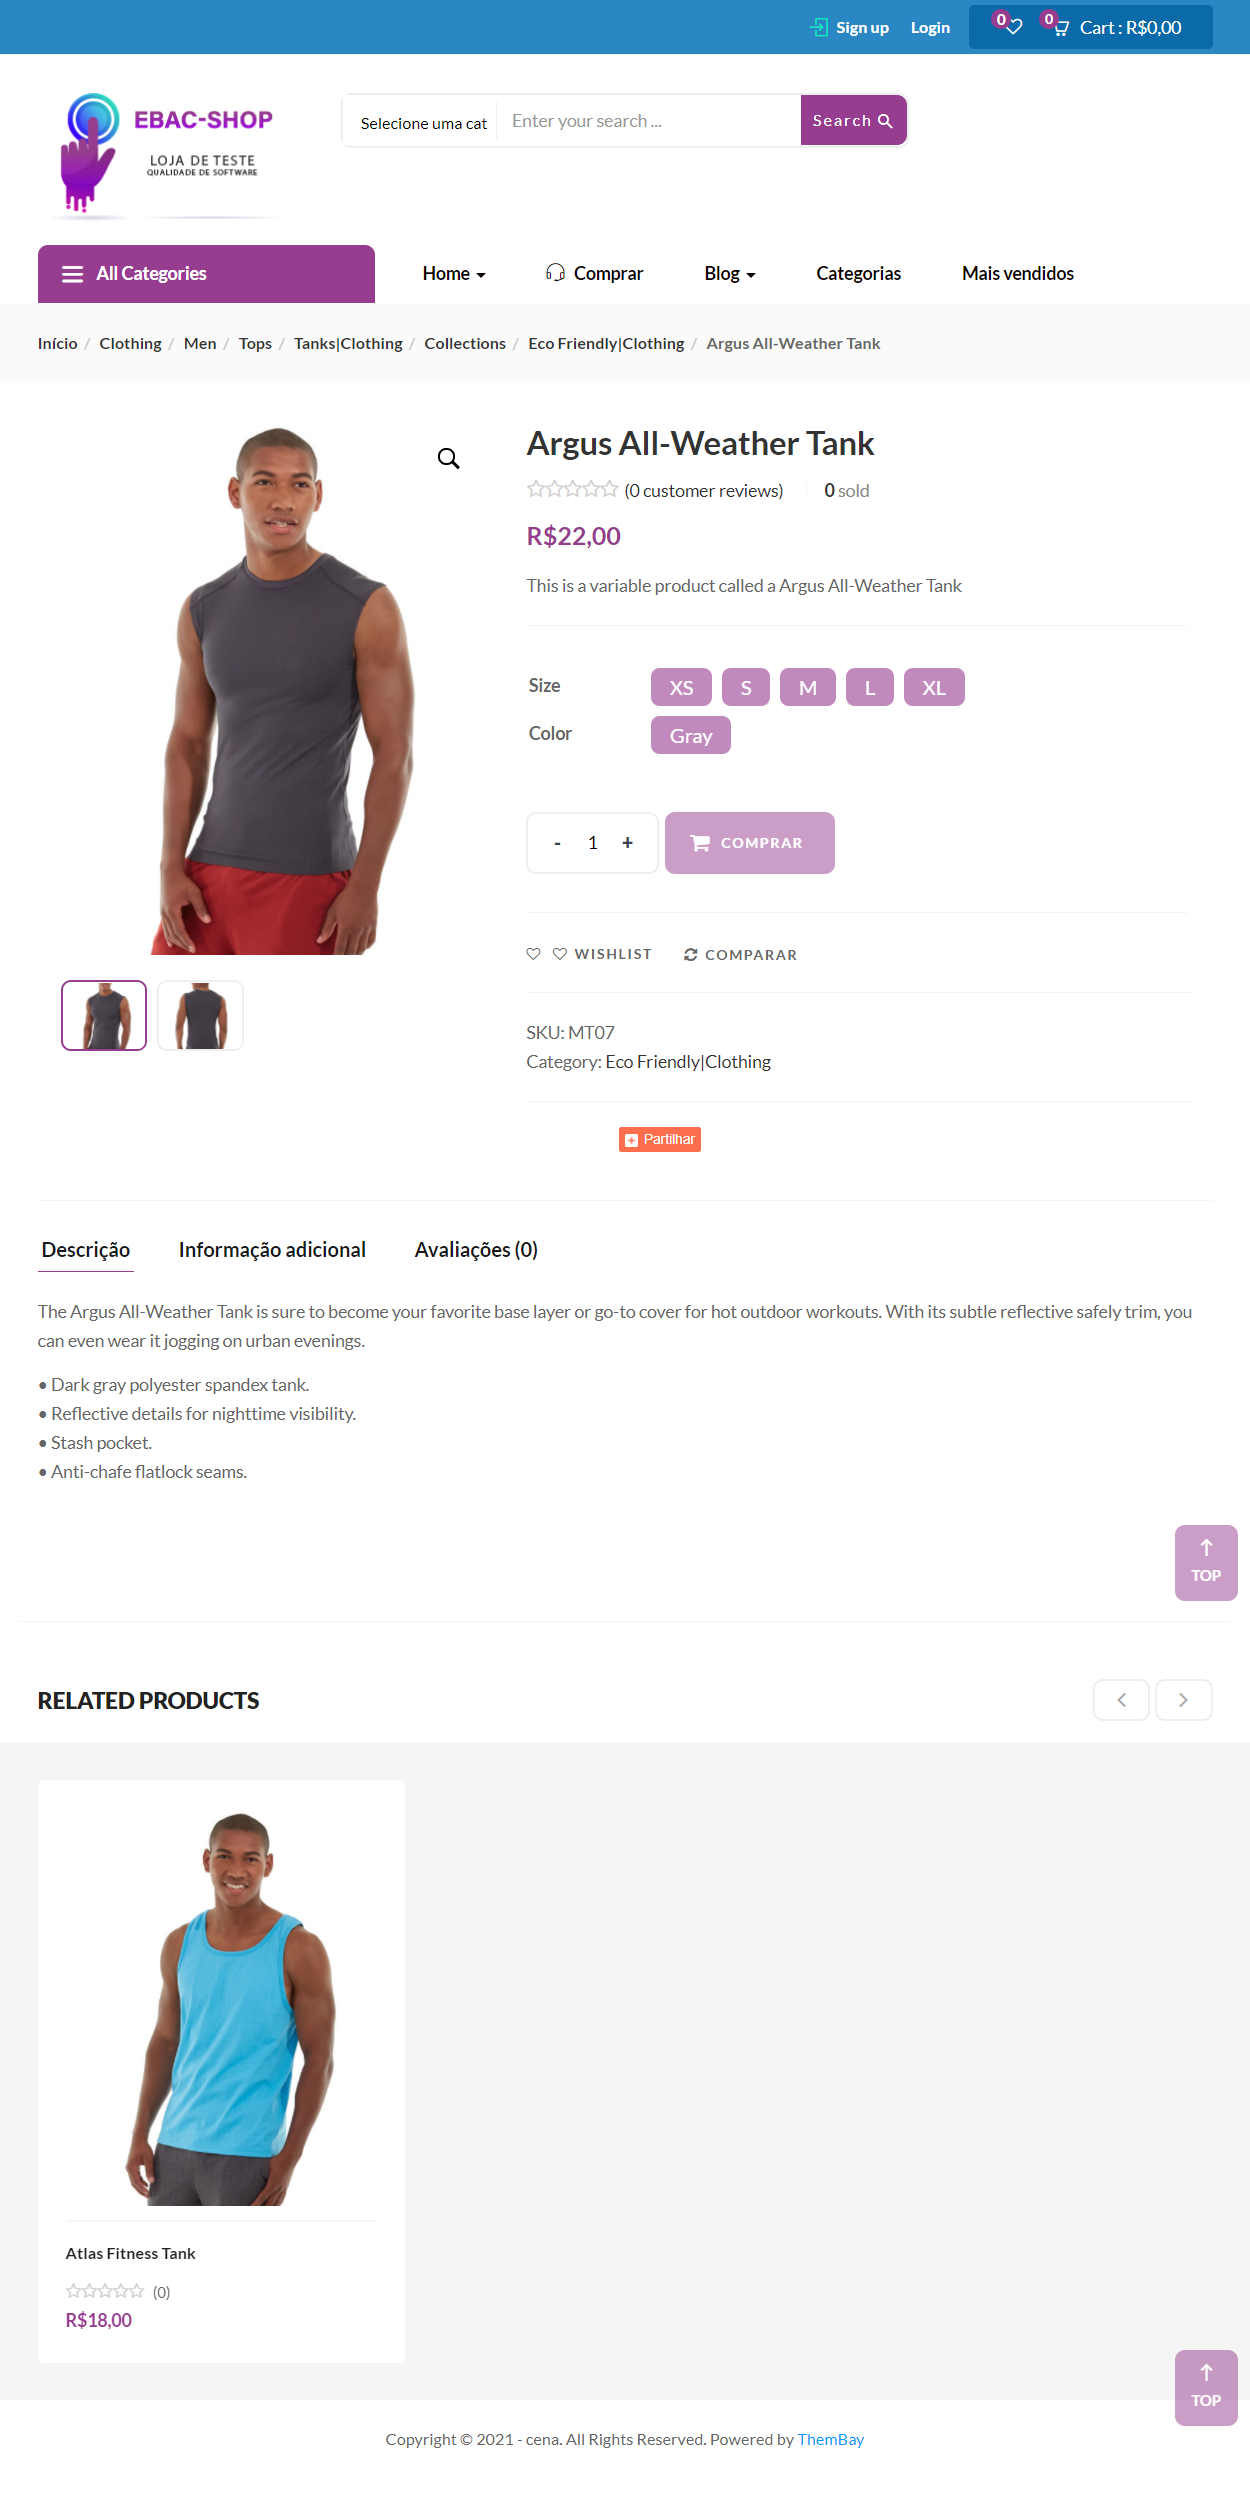 Sign up Login 0 0 Cart : R$0,00
EBAC-SHOP
LOJA DE TESTE
QUALIDADE DE SOFTWARE
Selecione uma cat Enter your search ... Search
All Categories Home Comprar Blog Categorias Mais vendidos
Início / Clothing / Men / Tops / Tanks|Clothing / Collections / Eco Friendly|Clothing / Argus All-Weather Tank
Argus All-Weather Tank
(0 customer reviews) 0 sold
R$22,00
This is a variable product called a Argus All-Weather Tank
Size XS S M L XL
Color Gray
- 1 + COMPRAR
WISHLIST COMPARAR
SKU: MT07
Category: Eco Friendly|Clothing
Partilhar
Descrição Informação adicional Avaliações (0)
The Argus All-Weather Tank is sure to become your favorite base layer or go-to cover for hot outdoor workouts. With its subtle reflective safely trim, you
can even wear it jogging on urban evenings.
• Dark gray polyester spandex tank.
• Reflective details for nighttime visibility.
• Stash pocket.
• Anti-chafe flatlock seams.
TOP
RELATED PRODUCTS
Atlas Fitness Tank
(0)
R$18,00
TOP
Copyright © 2021 - cena. All Rights Reserved. Powered by ThemBay